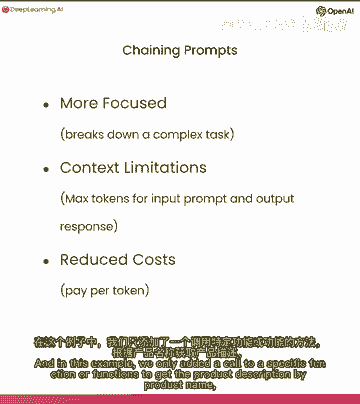 DeepLearning.AI
OpenAI
Chaining Prompts
• More Focused
(breaks down a complex task)
• Context Limitations
(Max tokens for input prompt and output
response)
• Reduced Costs
(pay per token)
在这个例子中，我们只添加了一个调用特定功能或功能的方法，
根据产品名称获取产品描述，
And in this example, we only added a call to a specific fun
ction or functions to get the product description by
product name,